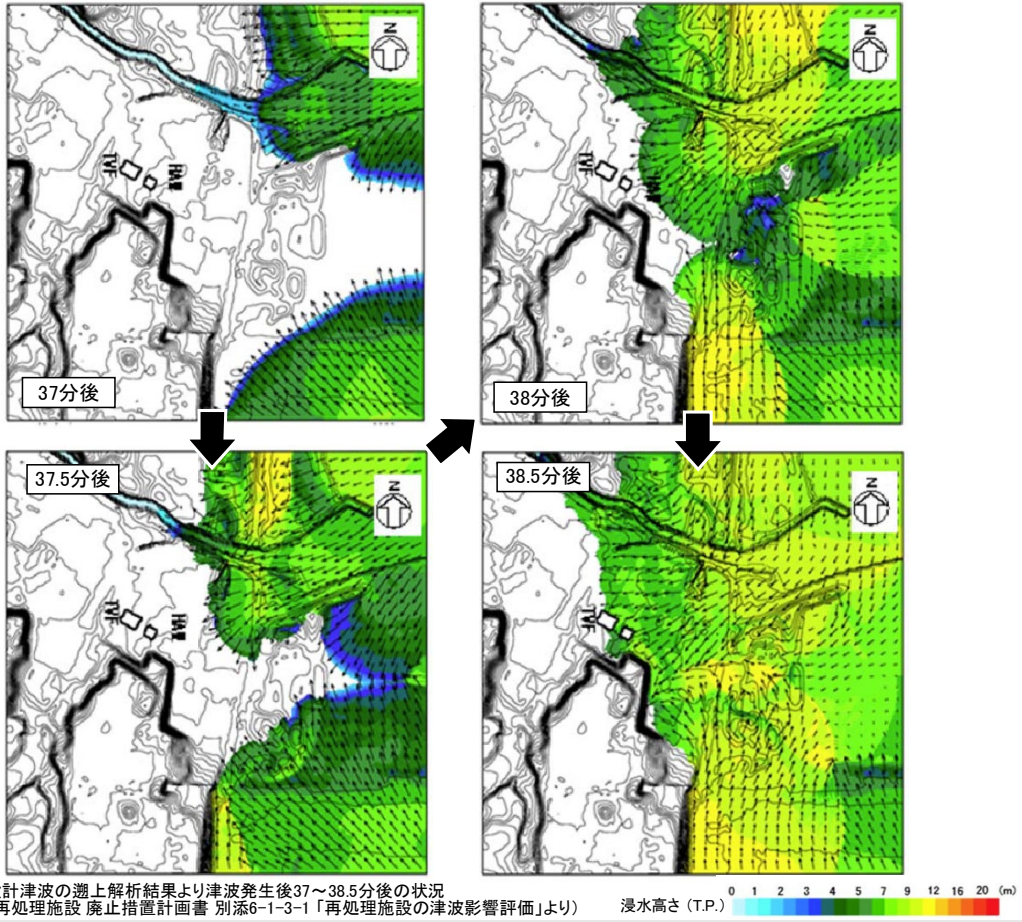 N
TVF
HAW
37分後
N
TVF
HAW
38分後
37.5分後
N
TVF
HAW
38.5分後
N
TVF
計津波の遡上解析結果より津波発生後37～38.5分後の状況
再処理施設 廃止措置計画書 別添6-1-3-1 「再処理施設の津波影響評価」より)
浸水高さ (T.P.)
0 1 2 3 4 5 7 9 12 16 20 (m)